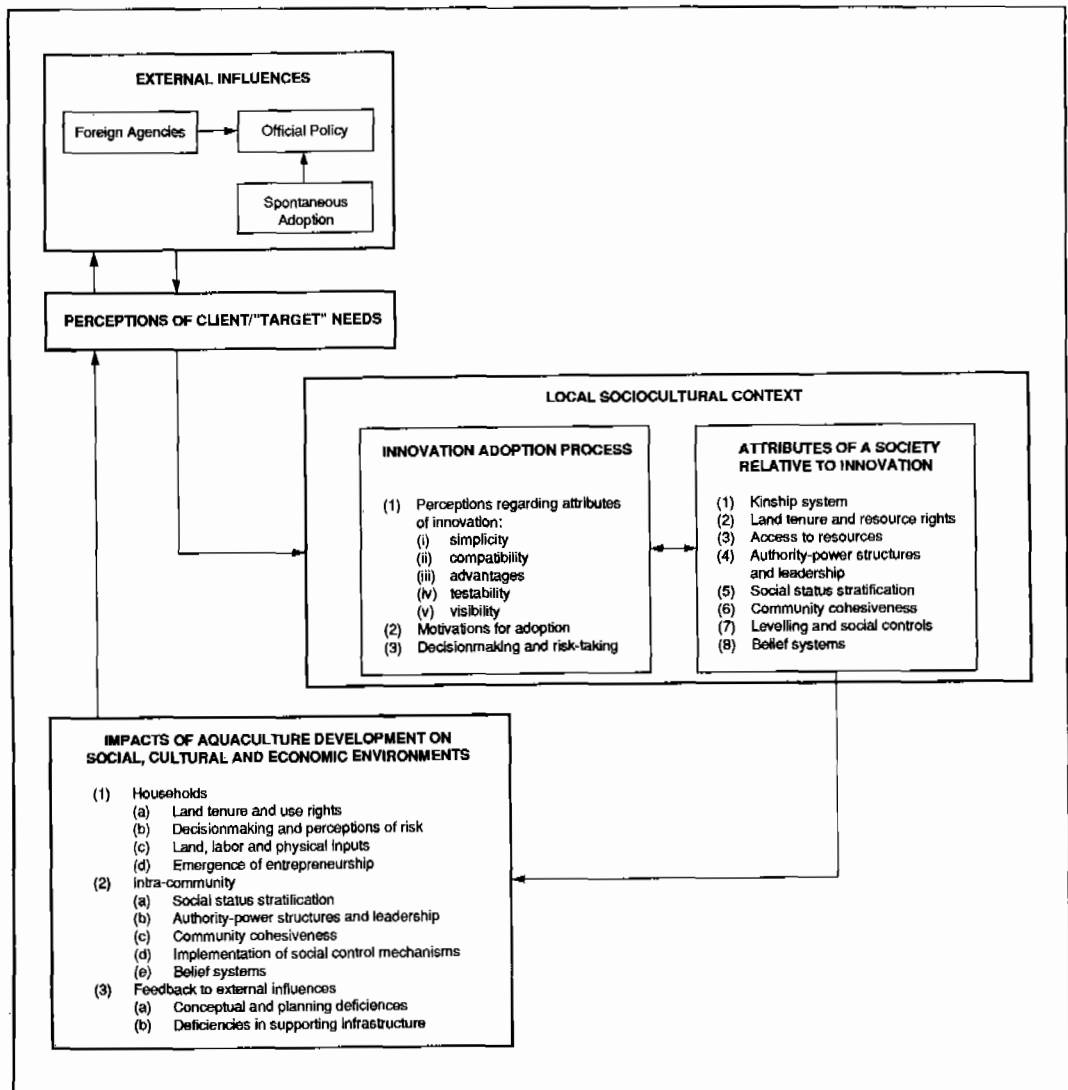 EXTERNAL INFLUENCES
Foreign Agencies
Official Policy
Spontaneous
Adoption
PERCEPTIONS OF CLIENT/"TARGET" NEEDS
LOCAL SOCIOCULTURAL CONTEXT
INNOVATION ADOPTION PROCESS
(1) Perceptions regarding attributes
of innovation:
(i) simplicity
(ii) compatibility
(iii) advantages
(iv) testability
(v) visibility
(2) Motivations for adoption
(3) Decisionmaking and risk-taking
ATTRIBUTES OF A SOCIETY
RELATIVE TO INNOVATION
(1) Kinship system
(2) Land tenure and resource rights
(3) Access to resources
(4) Authority-power structures
and leadership
(5) Social status stratification
(6) Community cohesiveness
(7) Levelling and social controls
(8) Belief systems
IMPACTS OF AQUACULTURE DEVELOPMENT ON
SOCIAL, CULTURAL AND ECONOMIC ENVIRONMENTS
(1) Households
(a) Land tenure and use rights
(b) Decisionmaking and perceptions of risk
(c) Land, labor and physical inputs
(d) Emergence of entrepreneurship
(2) Intra-community
(a) Social status stratification
(b) Authority-power structures and leadership
(c) Community cohesiveness
(d) Implementation of social control mechanisms
(e) Belief systems
(3) Feedback to external influences
(a) Conceptual and planning deficiences
(b) Deficiencies in supporting infrastructure